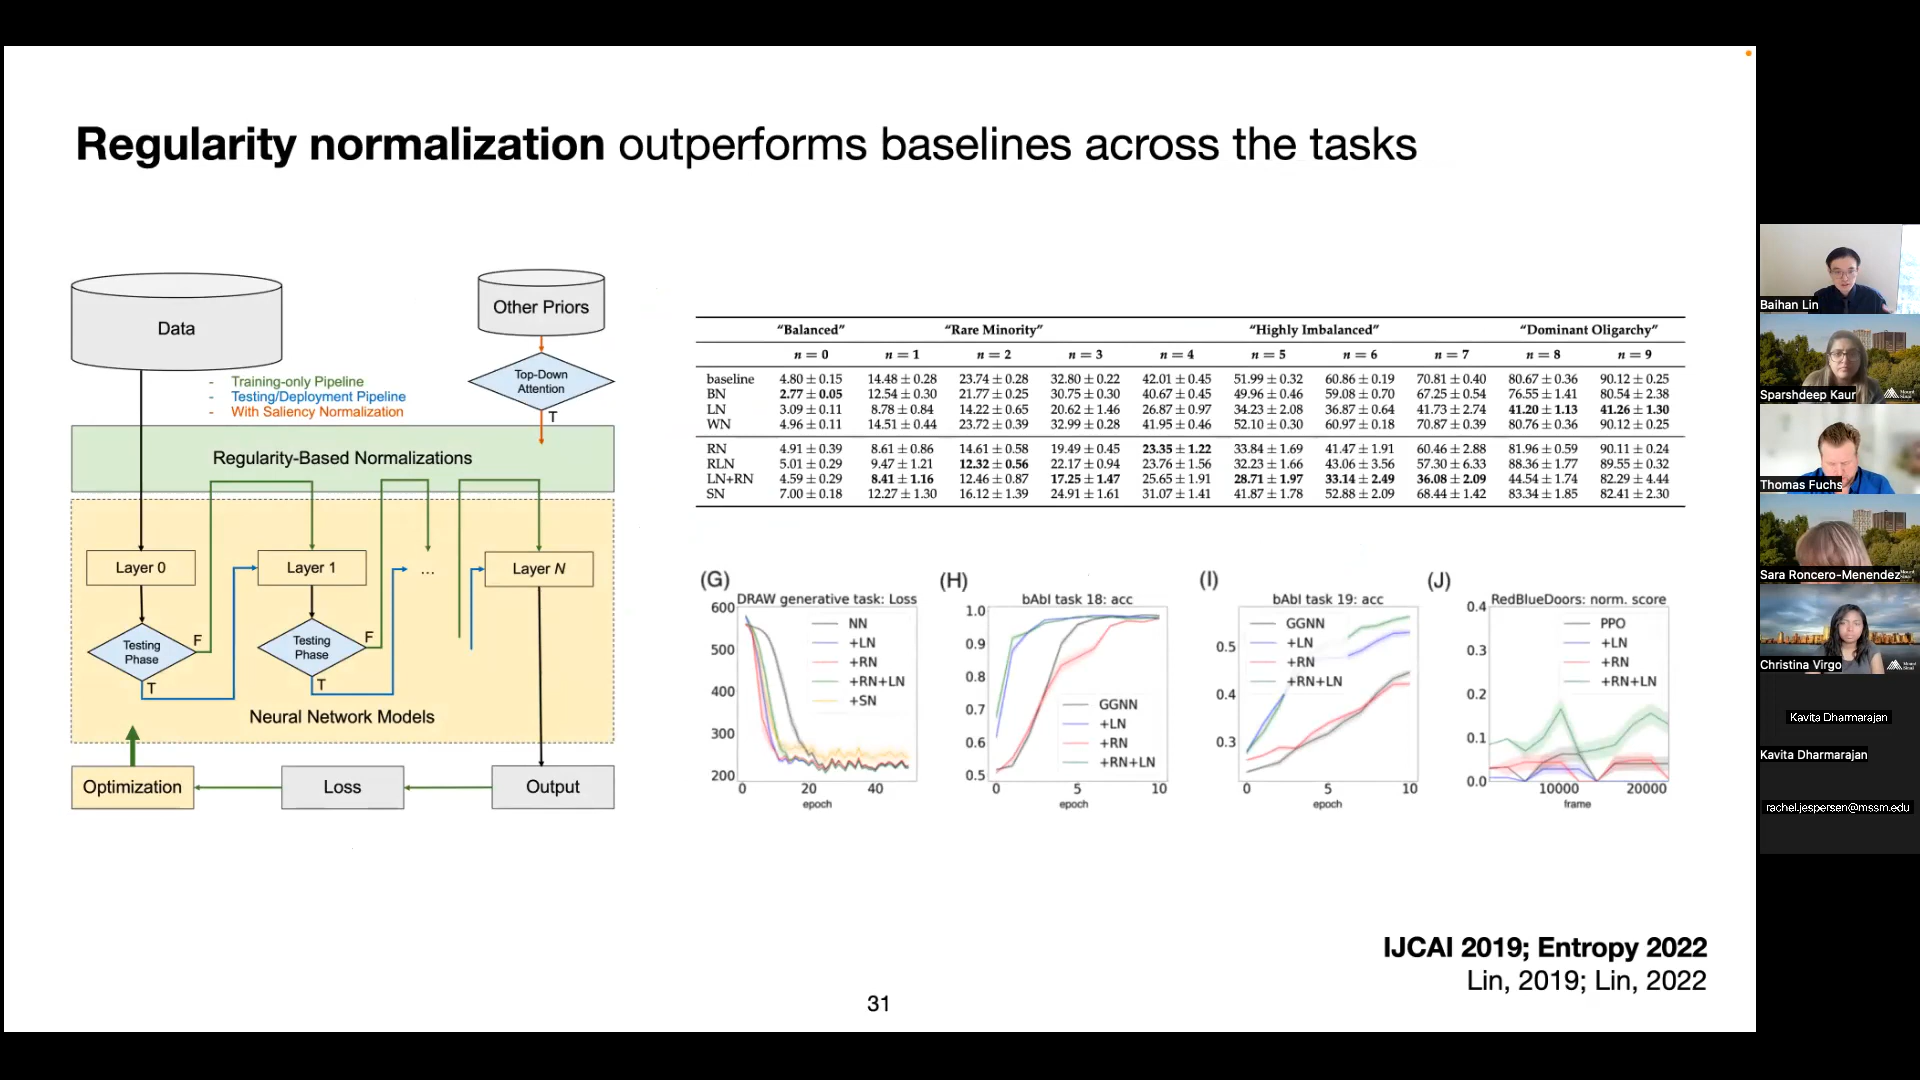 Regularity normalization outperforms baselines across the tasks
Data
Other Priors
Top-Down
Attention
T
- Training-only Pipeline
- Testing/Deployment Pipeline
- With Saliency Normalization
Regularity-Based Normalizations
Layer 0
Layer 1
...
Layer N
Testing
Phase
F
T
Testing
Phase
F
T
Neural Network Models
Optimization
Loss
Output
"Balanced" "Rare Minority" "Highly Imbalanced" "Dominant Oligarchy"
n = 0 n = 1 n = 2 n = 3 n = 4 n = 5 n = 6 n = 7 n = 8 n = 9
baseline 4.80 ± 0.15 14.48 ± 0.28 23.74 ± 0.28 32.80 ± 0.22 42.01 ± 0.45 51.99 ± 0.32 60.86 ± 0.19 70.81 ± 0.40 80.67 ± 0.36 90.12 ± 0.25
BN 2.77 ± 0.05 12.54 ± 0.30 21.77 ± 0.25 30.75 ± 0.30 40.67 ± 0.45 49.96 ± 0.46 59.08 ± 0.70 67.25 ± 0.54 76.55 ± 1.41 80.54 ± 2.38
LN 3.09 ± 0.11 8.78 ± 0.84 14.22 ± 0.65 20.62 ± 1.46 26.87 ± 0.97 34.23 ± 2.08 36.87 ± 0.64 41.73 ± 2.74 41.20 ± 1.13 41.26 ± 1.30
WN 4.96 ± 0.11 14.51 ± 0.44 23.72 ± 0.39 32.99 ± 0.28 41.95 ± 0.46 52.10 ± 0.30 60.97 ± 0.18 70.87 ± 0.39 80.76 ± 0.36 90.12 ± 0.25
RN 4.91 ± 0.39 8.61 ± 0.86 14.61 ± 0.58 19.49 ± 0.45 23.35 ± 1.22 33.84 ± 1.69 41.47 ± 1.91 60.46 ± 2.88 81.96 ± 0.59 90.11 ± 0.24
RLN 5.01 ± 0.29 9.47 ± 1.21 12.32 ± 0.56 22.17 ± 0.94 23.76 ± 1.56 32.23 ± 1.66 43.06 ± 3.56 57.30 ± 6.33 88.36 ± 1.77 89.55 ± 0.32
LN+RN 4.59 ± 0.29 8.41 ± 1.16 12.46 ± 0.87 17.25 ± 1.47 25.65 ± 1.91 28.71 ± 1.97 33.14 ± 2.49 36.08 ± 2.09 44.54 ± 1.74 82.29 ± 4.44
SN 7.00 ± 0.18 12.27 ± 1.30 16.12 ± 1.39 24.91 ± 1.61 31.07 ± 1.41 41.87 ± 1.78 52.88 ± 2.09 68.44 ± 1.42 83.34 ± 1.85 82.41 ± 2.30
(G)
DRAW generative task: Loss
600
500
400
300
200
NN
+LN
+RN
+RN+LN
+SN
0 20 40
epoch
(H)
bAbI task 18: acc
1.0
0.9
0.8
0.7
0.6
0.5
GGNN
+LN
+RN
+RN+LN
0 5 10
epoch
(I)
bAbI task 19: acc
0.5
0.4
0.3
GGNN
+LN
+RN
+RN+LN
0 5 10
epoch
(J)
RedBlueDoors: norm. score
0.4
0.3
0.2
0.1
0.0
PPO
+LN
+RN
+RN+LN
10000 20000
frame
IJCAI 2019; Entropy 2022
Lin, 2019; Lin, 2022
31
Baihan Lin
Sparshdeep Kaur
Thomas Fuchs
Sara Roncero-Menendez
Christina Virgo
Kavita Dharmarajan
Kavita Dharmarajan
rachel.jespersen@mssm.edu